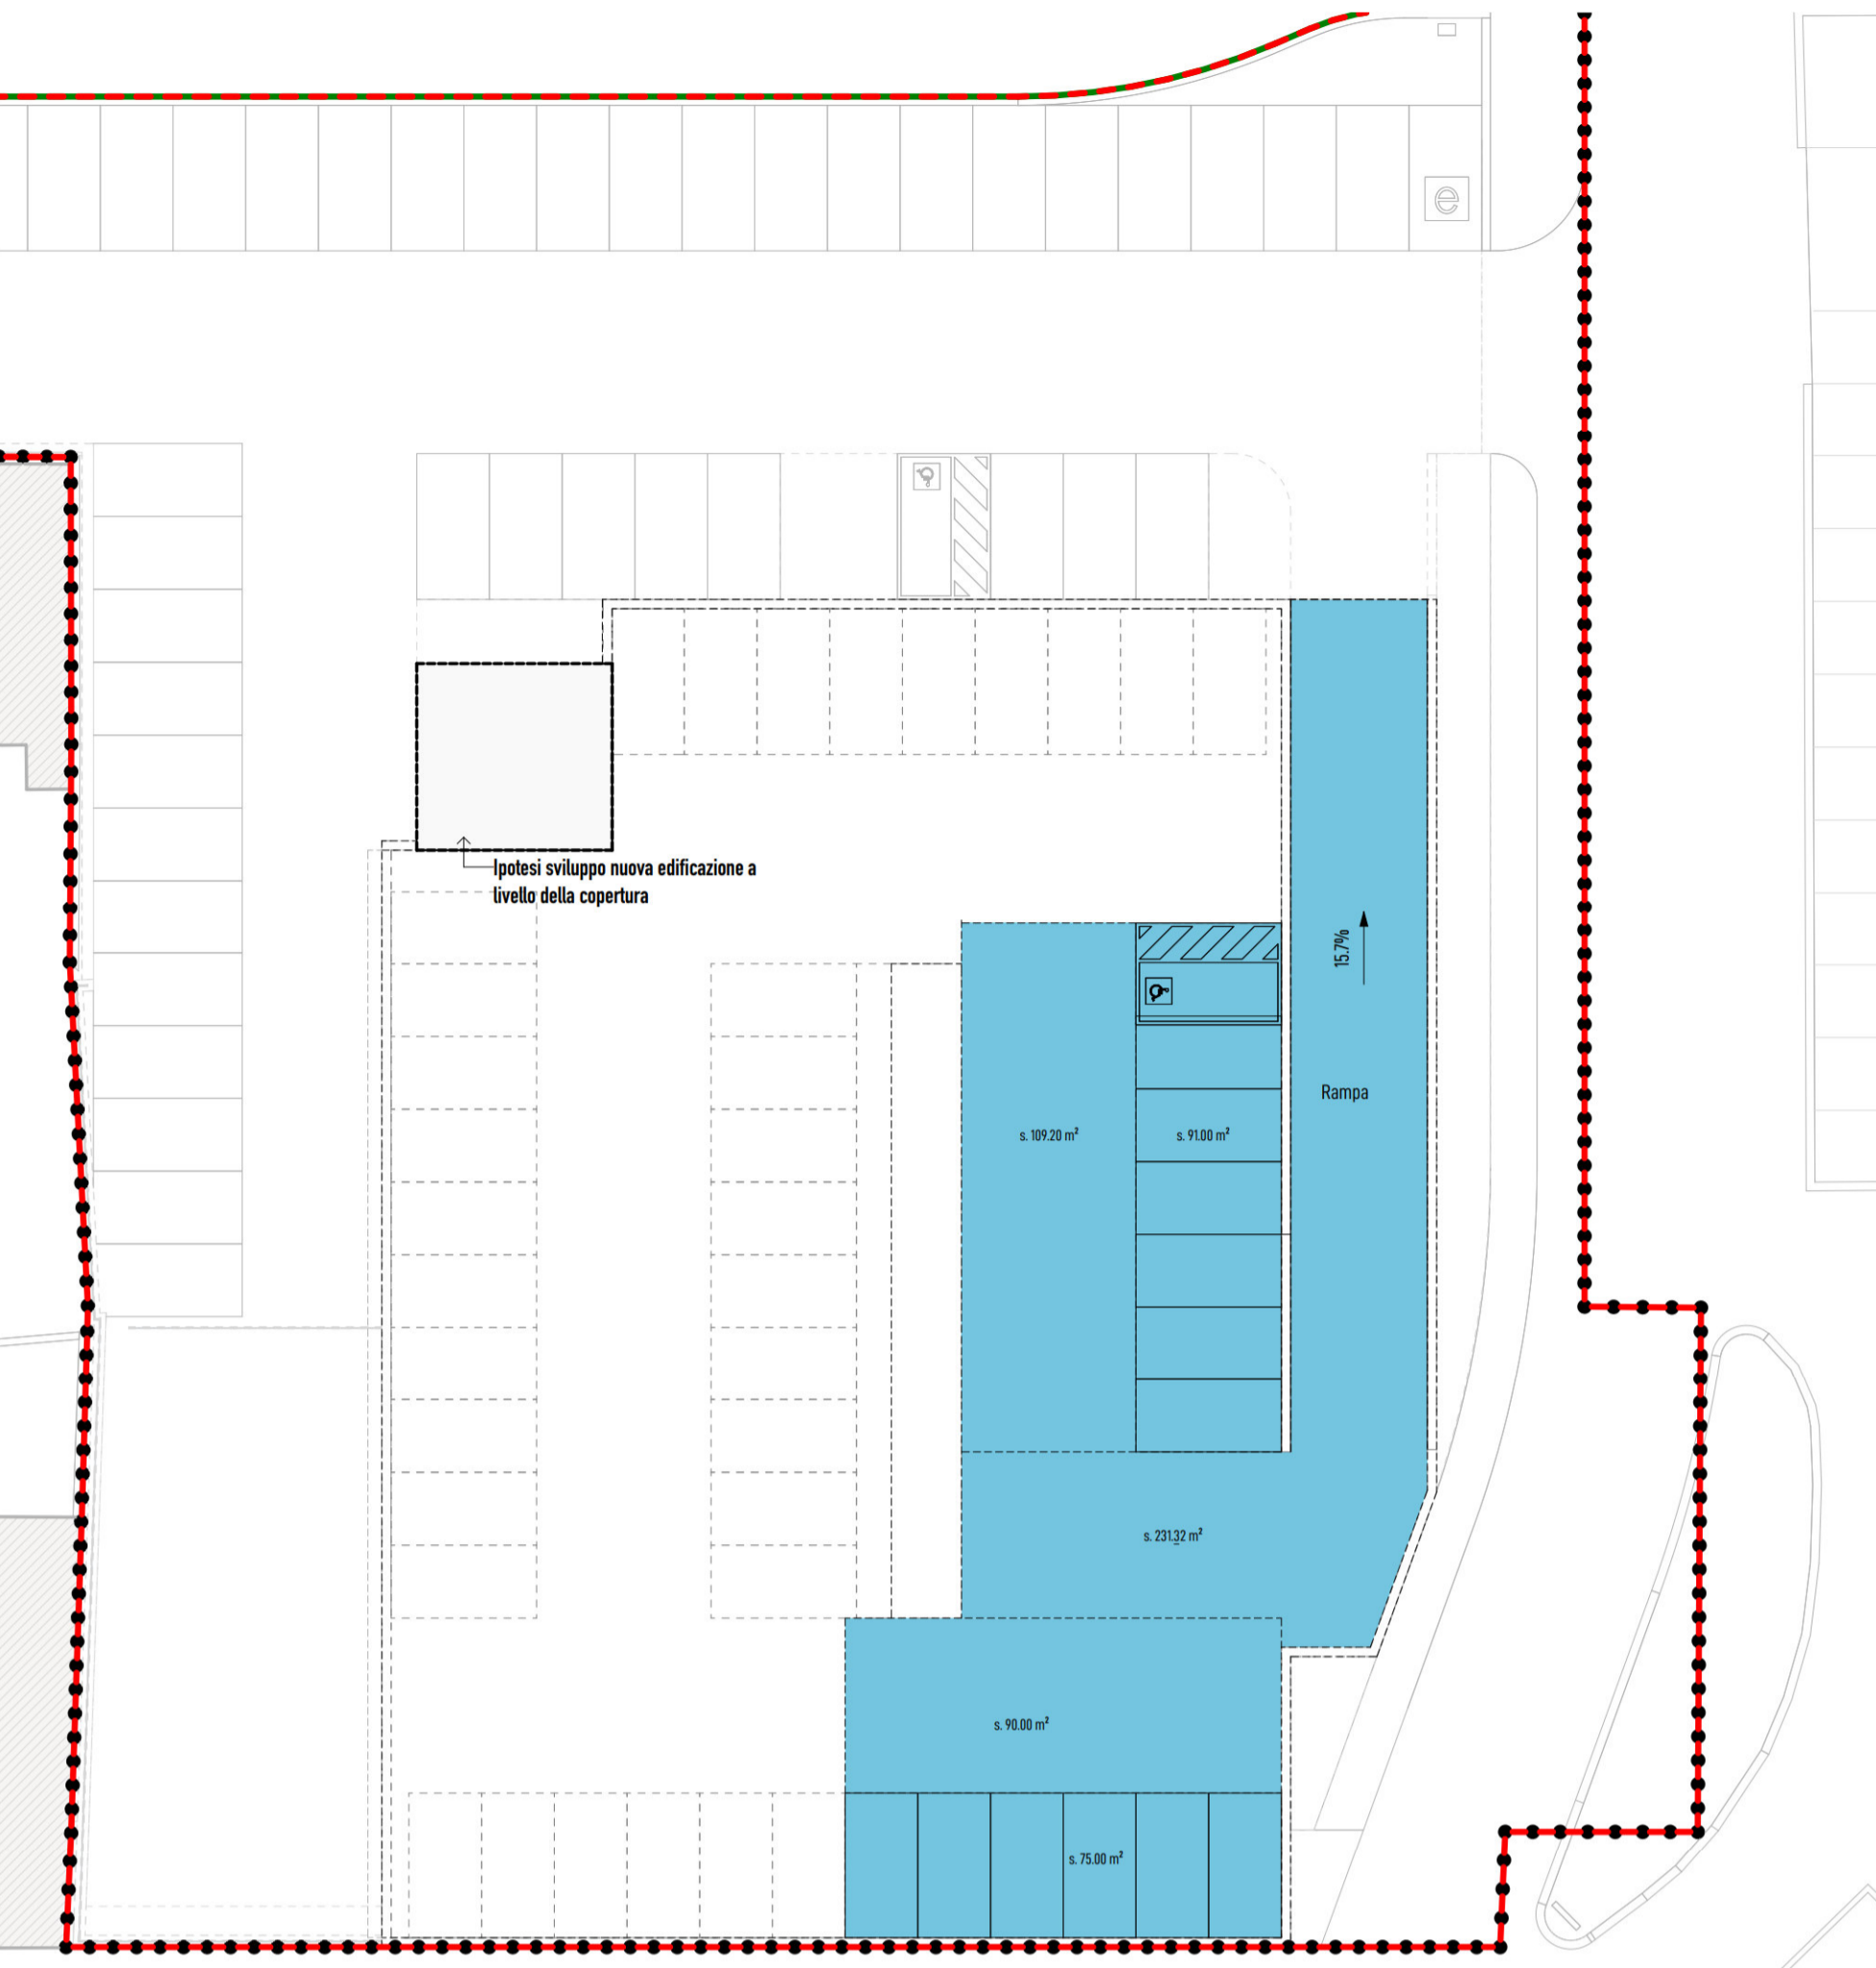 e
Ipotesi sviluppo nuova edificazione a
livello della copertura
15.7%
Rampa
s. 109.20 m²
s. 91.00 m²
s. 231.32 m²
s. 90.00 m²
s. 75.00 m²